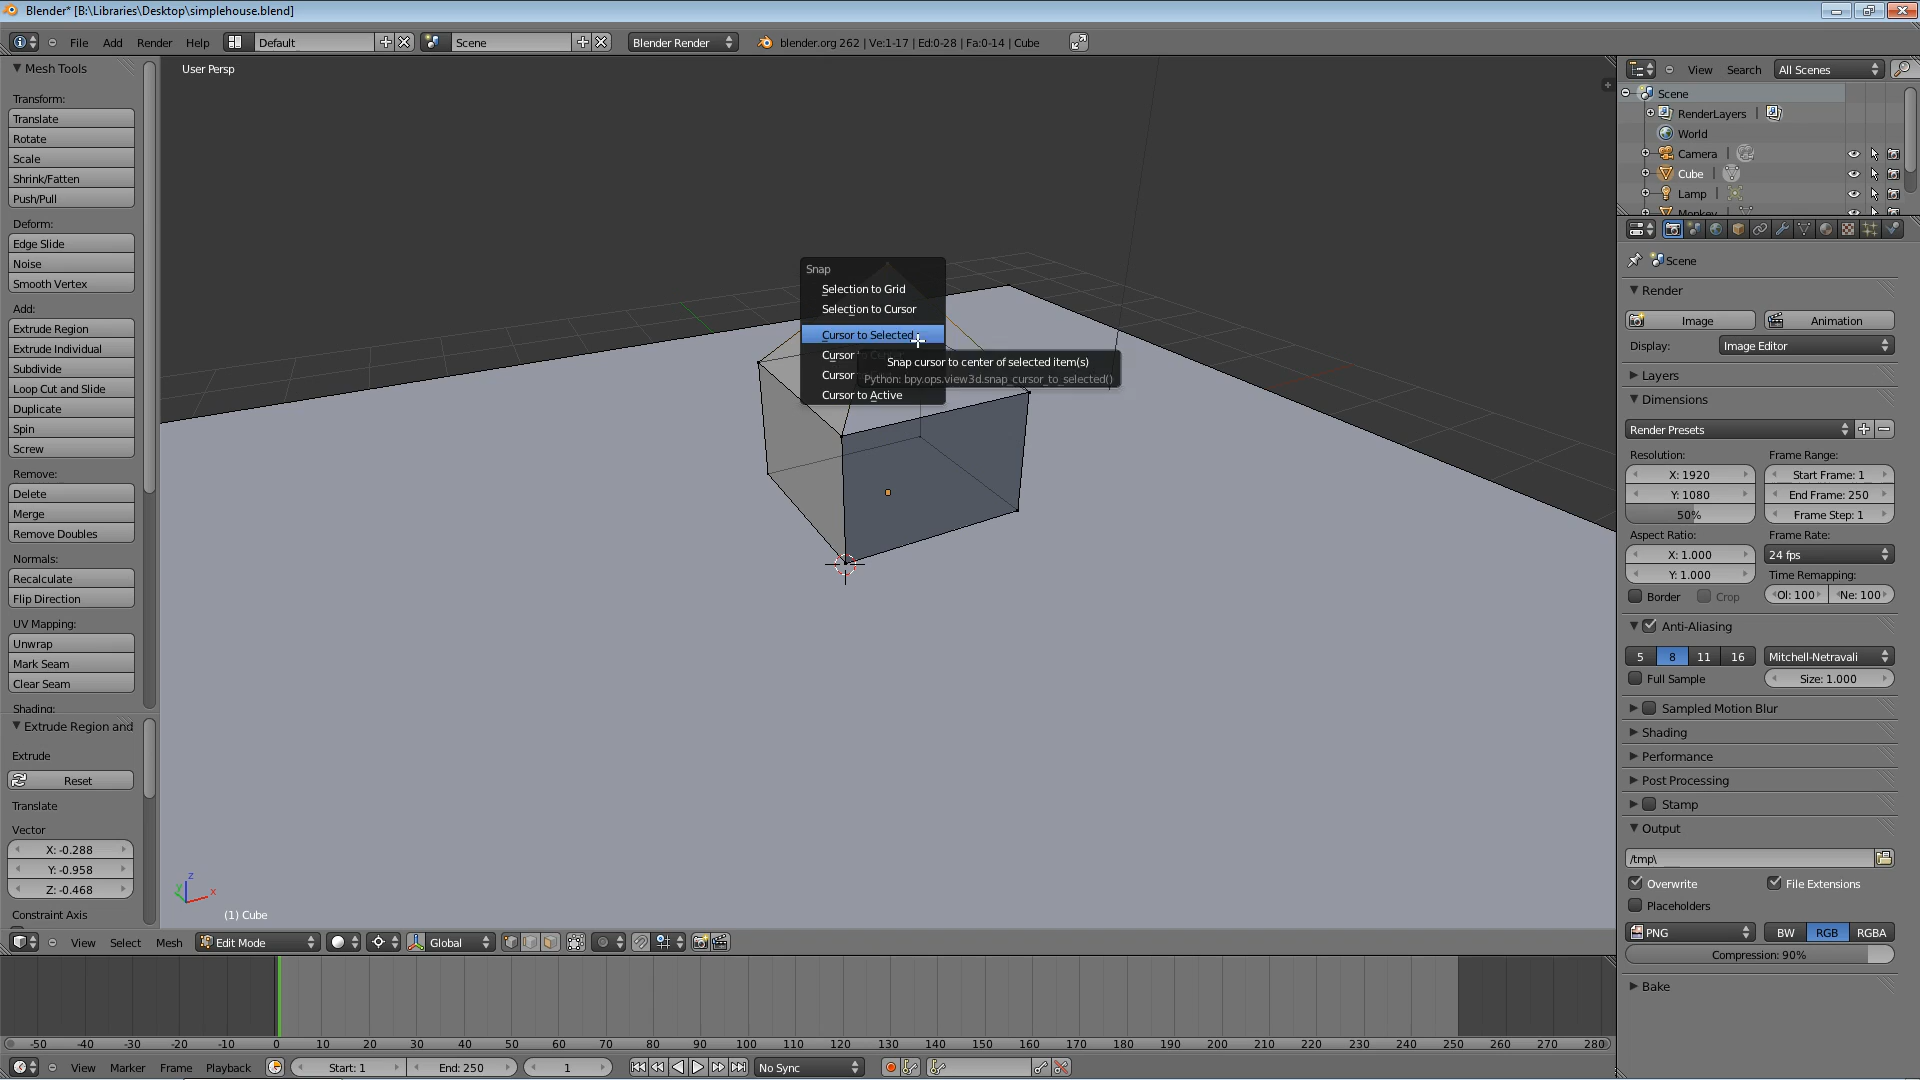 Blender* [B:\Libraries\Desktop\simplehouse.blend]
File Add Render Help Default Scene Blender Render blender.org 262 | Ve:1-17 | Ed:0-28 | Fa:0-14 | Cube
Mesh Tools
Transform:
Translate
Rotate
Scale
Shrink/Fatten
Push/Pull
Deform:
Edge Slide
Noise
Smooth Vertex
Add:
Extrude Region
Extrude Individual
Subdivide
Loop Cut and Slide
Duplicate
Spin
Screw
Remove:
Delete
Merge
Remove Doubles
Normals:
Recalculate
Flip Direction
UV Mapping:
Unwrap
Mark Seam
Clear Seam
Shading:
Extrude Region and
Extrude
Reset
Translate
Vector
X: -0.288
Y: -0.958
Z: -0.468
Constraint Axis
User Persp
Snap
Selection to Grid
Selection to Cursor
Cursor to Selected
Cursor
Cursor
Cursor to Active
Snap cursor to center of selected item(s)
Python: bpy.ops.view3d.snap_cursor_to_selected()
z
y
x
(1) Cube
View Select Mesh Edit Mode Global
-50 -40 -30 -20 -10 0 10 20 30 40 50 60 70 80 90 100 110 120 130 140 150 160 170 180 190 200 210 220 230 240 250 260 270 280
View Marker Frame Playback Start: 1 End: 250 1 No Sync
View Search All Scenes
Scene
RenderLayers |
World
Camera |
Cube |
Lamp |
Monkey
Scene
Render
Image Animation
Display: Image Editor
Layers
Dimensions
Render Presets
Resolution: Frame Range:
X: 1920 Start Frame: 1
Y: 1080 End Frame: 250
50% Frame Step: 1
Aspect Ratio: Frame Rate:
X: 1.000 24 fps
Y: 1.000 Time Remapping:
Border Crop Ol: 100 Ne: 100
Anti-Aliasing
5 8 11 16 Mitchell-Netravali
Full Sample Size: 1.000
Sampled Motion Blur
Shading
Performance
Post Processing
Stamp
Output
/tmp\
Overwrite File Extensions
Placeholders
PNG BW RGB RGBA
Compression: 90%
Bake